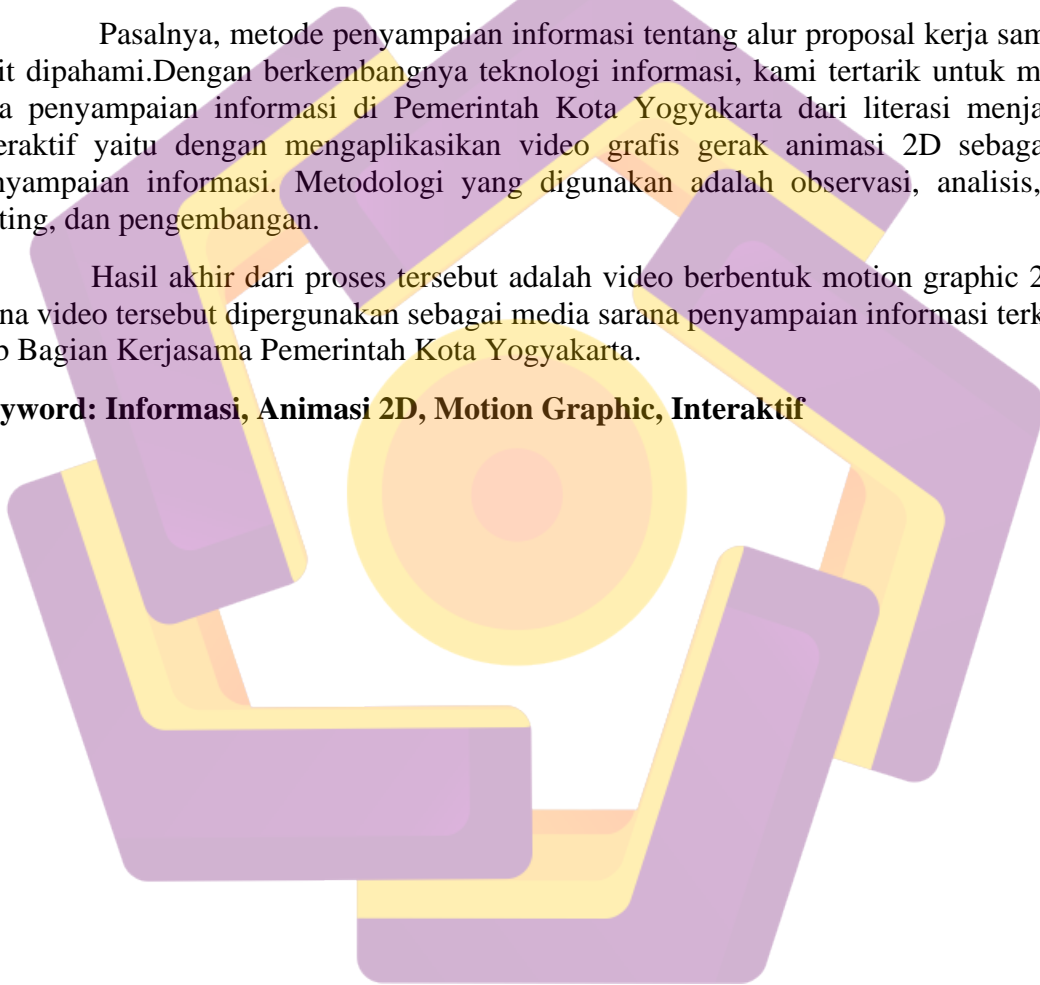 Pasalnya, metode penyampaian informasi tentang alur proposal kerja sam
it dipahami.Dengan berkembangnya teknologi informasi, kami tertarik untuk m
a penyampaian informasi di Pemerintah Kota Yogyakarta dari literasi menja
eraktif yaitu dengan mengaplikasikan video grafis gerak animasi 2D sebaga
nyampaian informasi. Metodologi yang digunakan adalah observasi, analisis,
ting, dan pengembangan.
Hasil akhir dari proses tersebut adalah video berbentuk motion graphic 2
na video tersebut dipergunakan sebagai media sarana penyampaian informasi terk
b Bagian Kerjasama Pemerintah Kota Yogyakarta.
yword: Informasi, Animasi 2D, Motion Graphic, Interaktif